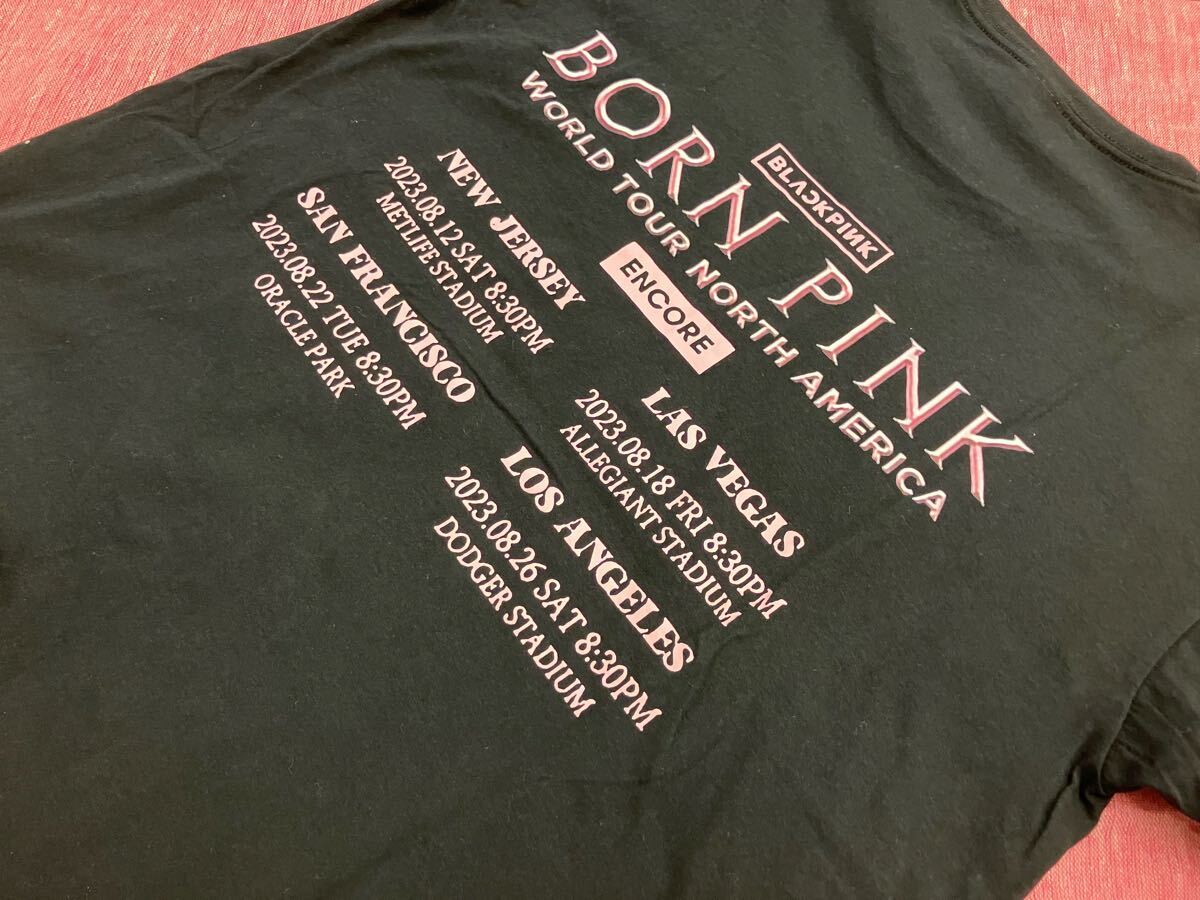 BLACKPINK
BORN PINK
WORLD TOUR NORTH AMERICA
ENCORE
NEW JERSEY
2023.08.12 SAT 8:30PM
METLIFE STADIUM
LAS VEGAS
2023.08.18 FRI 8:30PM
ALLEGIANT STADIUM
SAN FRANCISCO
2023.08.22 TUE 8:30PM
ORACLE PARK
LOS ANGELES
2023.08.26 SAT 8:30PM
DODGER STADIUM